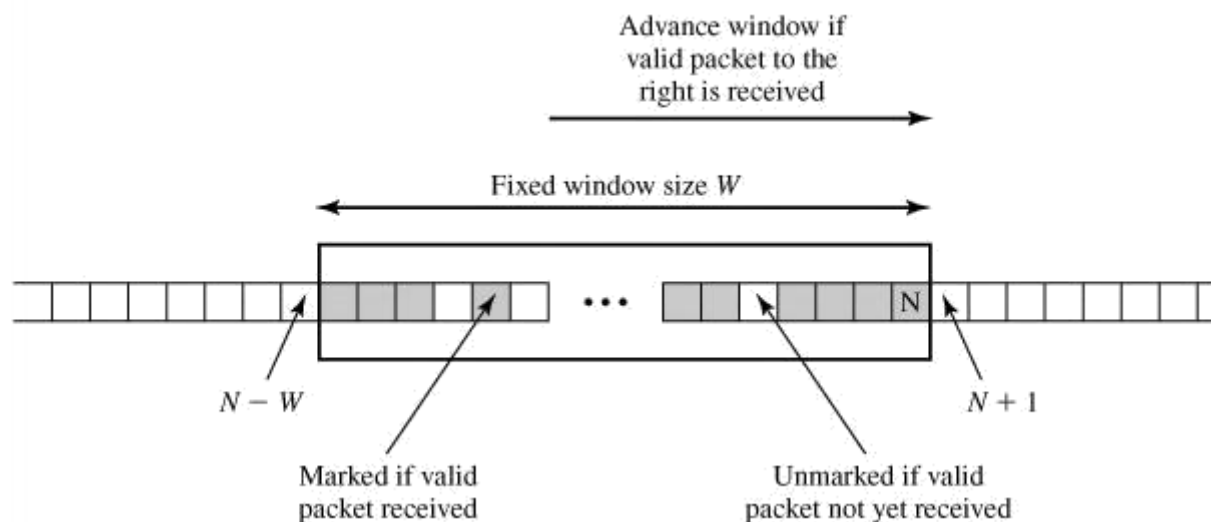 Advance window if
valid packet to the
right is received
Fixed window size W
•••
N
N − W
N + 1
Marked if valid
packet received
Unmarked if valid
packet not yet received